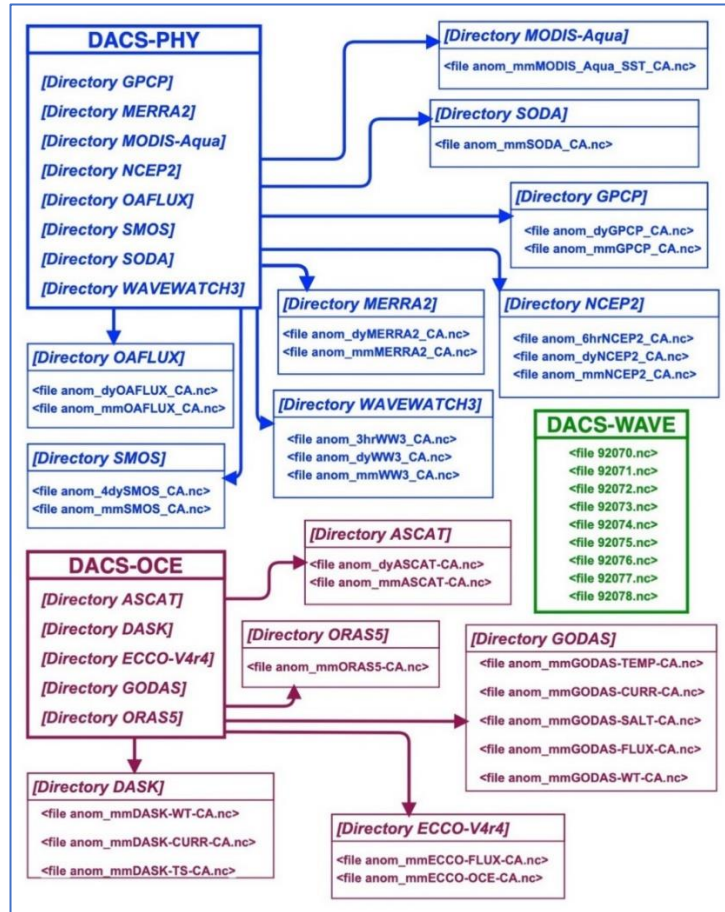 DACS-PHY
[Directory GPCP]
[Directory MERRA2]
[Directory MODIS-Aqua]
[Directory NCEP2]
[Directory OAFLUX]
[Directory SMOS]
[Directory SODA]
[Directory WAVEWATCH3]
[Directory MODIS-Aqua]
<file anom_mmMODIS_Aqua_SST_CA.nc>
[Directory SODA]
<file anom_mmSODA_CA.nc>
[Directory GPCP]
<file anom_dyGPCP_CA.nc>
<file anom_mmGPCP_CA.nc>
[Directory MERRA2]
<file anom_dyMERRA2_CA.nc>
<file anom_mmMERRA2_CA.nc>
[Directory NCEP2]
<file anom_6hrNCEP2_CA.nc>
<file anom_dyNCEP2_CA.nc>
<file anom_mmNCEP2_CA.nc>
[Directory OAFLUX]
<file anom_dyOAFLUX_CA.nc>
<file anom_mmOAFLUX_CA.nc>
[Directory WAVEWATCH3]
<file anom_3hrWW3_CA.nc>
<file anom_dyWW3_CA.nc>
<file anom_mmWW3_CA.nc>
[Directory SMOS]
<file anom_4dySMOS_CA.nc>
<file anom_mmSMOS_CA.nc>
DACS-WAVE
<file 92070.nc>
<file 92071.nc>
<file 92072.nc>
<file 92073.nc>
<file 92074.nc>
<file 92075.nc>
<file 92076.nc>
<file 92077.nc>
<file 92078.nc>
DACS-OCE
[Directory ASCAT]
[Directory DASK]
[Directory ECCO-V4r4]
[Directory GODAS]
[Directory ORAS5]
[Directory ASCAT]
<file anom_dyASCAT-CA.nc>
<file anom_mmASCAT-CA.nc>
[Directory ORAS5]
<file anom_mmORAS5-CA.nc>
[Directory GODAS]
<file anom_mmGODAS-TEMP-CA.nc>
<file anom_mmGODAS-CURR-CA.nc>
<file anom_mmGODAS-SALT-CA.nc>
<file anom_mmGODAS-FLUX-CA.nc>
<file anom_mmGODAS-WT-CA.nc>
[Directory DASK]
<file anom_mmDASK-WT-CA.nc>
<file anom_mmDASK-CURR-CA.nc>
<file anom_mmDASK-TS-CA.nc>
[Directory ECCO-V4r4]
<file anom_mmECCO-FLUX-CA.nc>
<file anom_mmECCO-OCE-CA.nc>